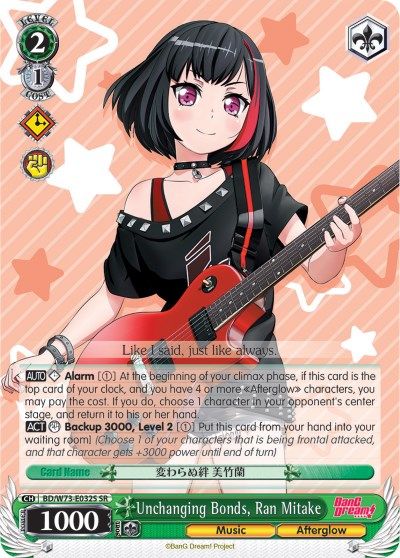 LEVEL
2
1
COST
Like I said, just like always.
AUTO Alarm [①] At the beginning of your climax phase, if this card is the
top card of your clock, and you have 4 or more «Afterglow» characters, you
may pay the cost. If you do, choose 1 character in your opponent's center
stage, and return it to his or her hand.
ACT Backup 3000, Level 2 [① Put this card from your hand into your
waiting room] (Choose 1 of your characters that is being frontal attacked,
and that character gets +3000 power until end of turn)
Card Name 変わらぬ絆 美竹蘭
CH BD/W73-E032S SR Unchanging Bonds, Ran Mitake BanG Dream!
POWER 1000 Music Afterglow
©BanG Dream! Project